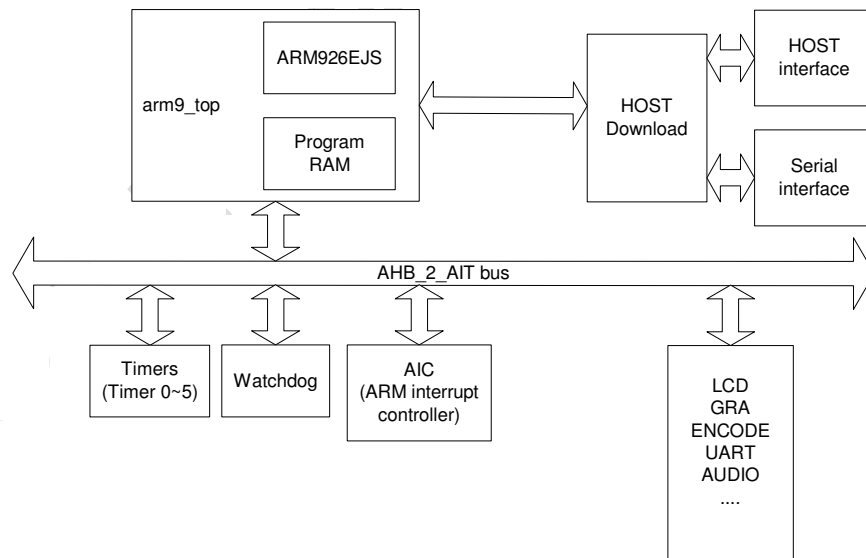 ARM926EJS
arm9_top
Program
RAM
HOST
Download
HOST
interface
Serial
interface
AHB_2_AIT bus
Timers
(Timer 0~5)
Watchdog
AIC
(ARM interrupt
controller)
LCD
GRA
ENCODE
UART
AUDIO
....